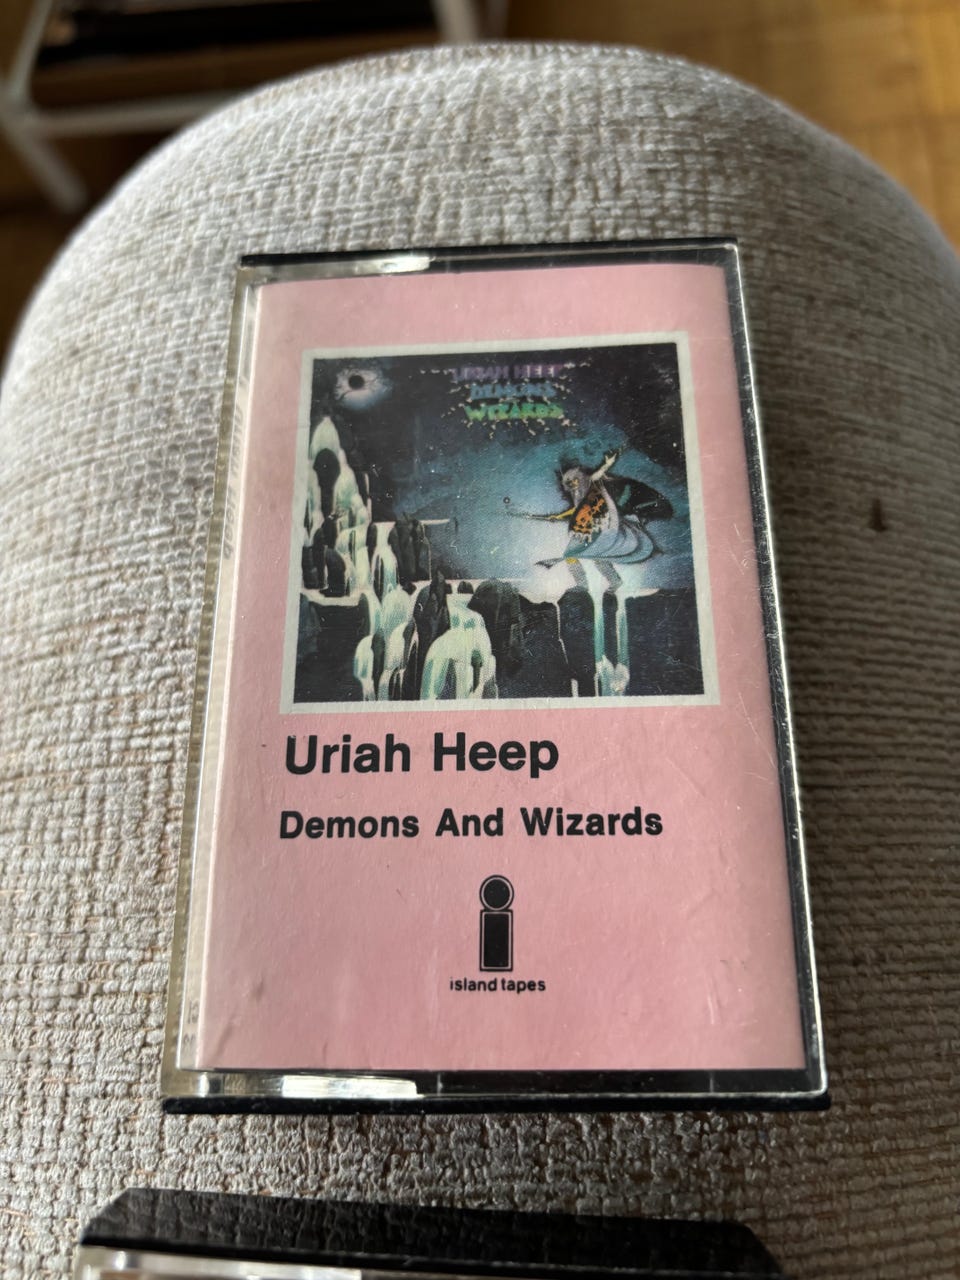 URIAH HEEP
DEMONS
WIZARDS
Uriah Heep
Demons And Wizards
island tapes